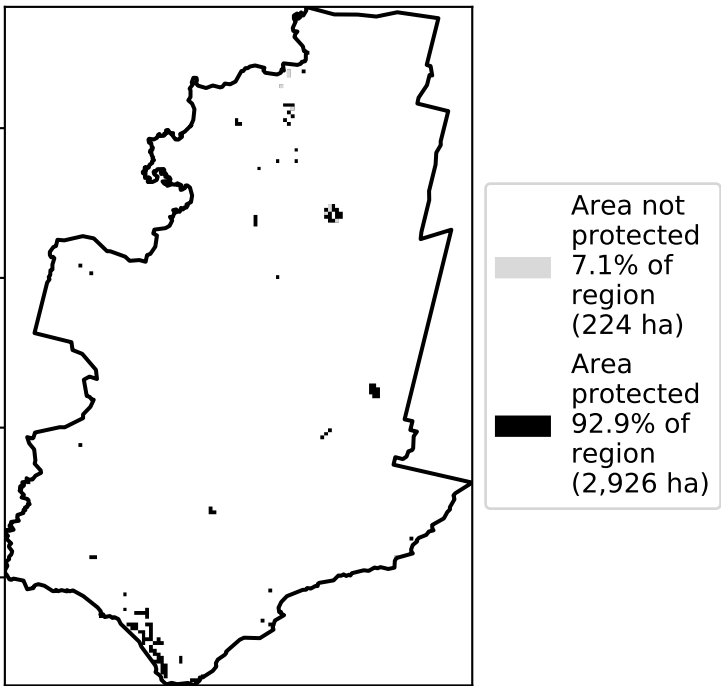 Area not
protected
7.1% of
region
(224 ha)
Area
protected
92.9% of
region
(2,926 ha)